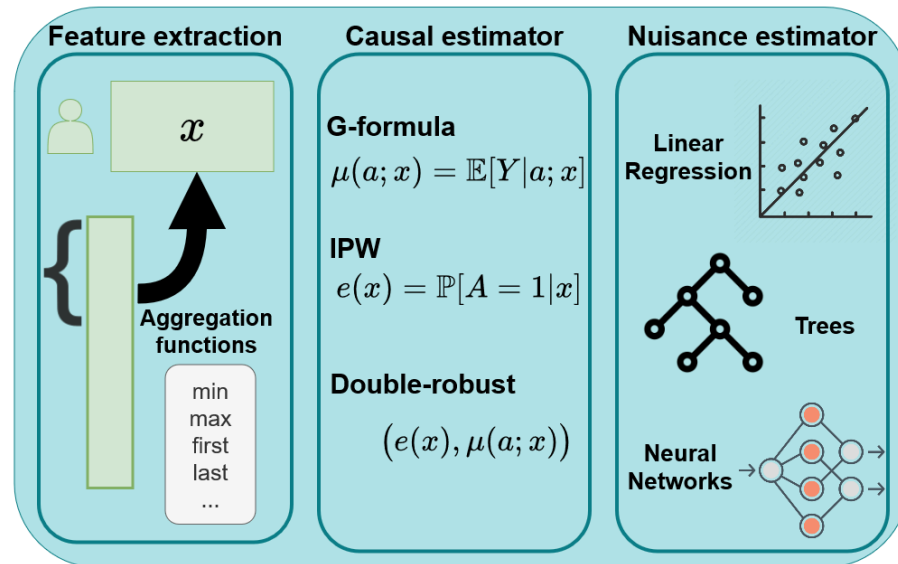 Feature extraction
x
Aggregation
functions
min
max
first
last
...
Causal estimator
G-formula
μ(a; x) = 𝔼[Y|a; x]
IPW
e(x) = ℙ[A = 1|x]
Double-robust
(e(x), μ(a; x))
Nuisance estimator
Linear
Regression
Trees
Neural
Networks